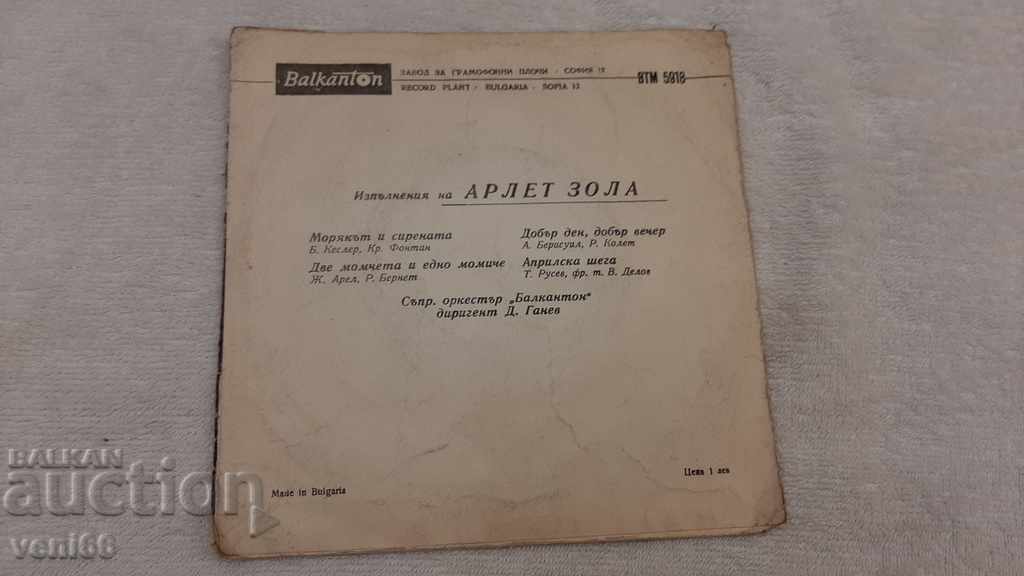 Balkanton
ЗАВОД ЗА ГРАМОФОННИ ПЛОЧИ · СОФИЯ 12
RECORD PLANT · BULGARIA · SOFIA 12
ВТМ 5918
Изпълнения на АРЛЕТ ЗОЛА
Морякът и сирената
Б. Кеслер, Кр. Фонтан
Две момчета и едно момиче
Ж. Арел, Р. Бернет
Добър ден, добър вечер
А. Берисуал, Р. Колет
Априлска шега
Т. Русев, фр. т. В. Делов
Съпр. оркестър „Балкантон“
диригент Д. Ганев
Цена 1 лев
Made in Bulgaria
BALKAN
auction
veni66